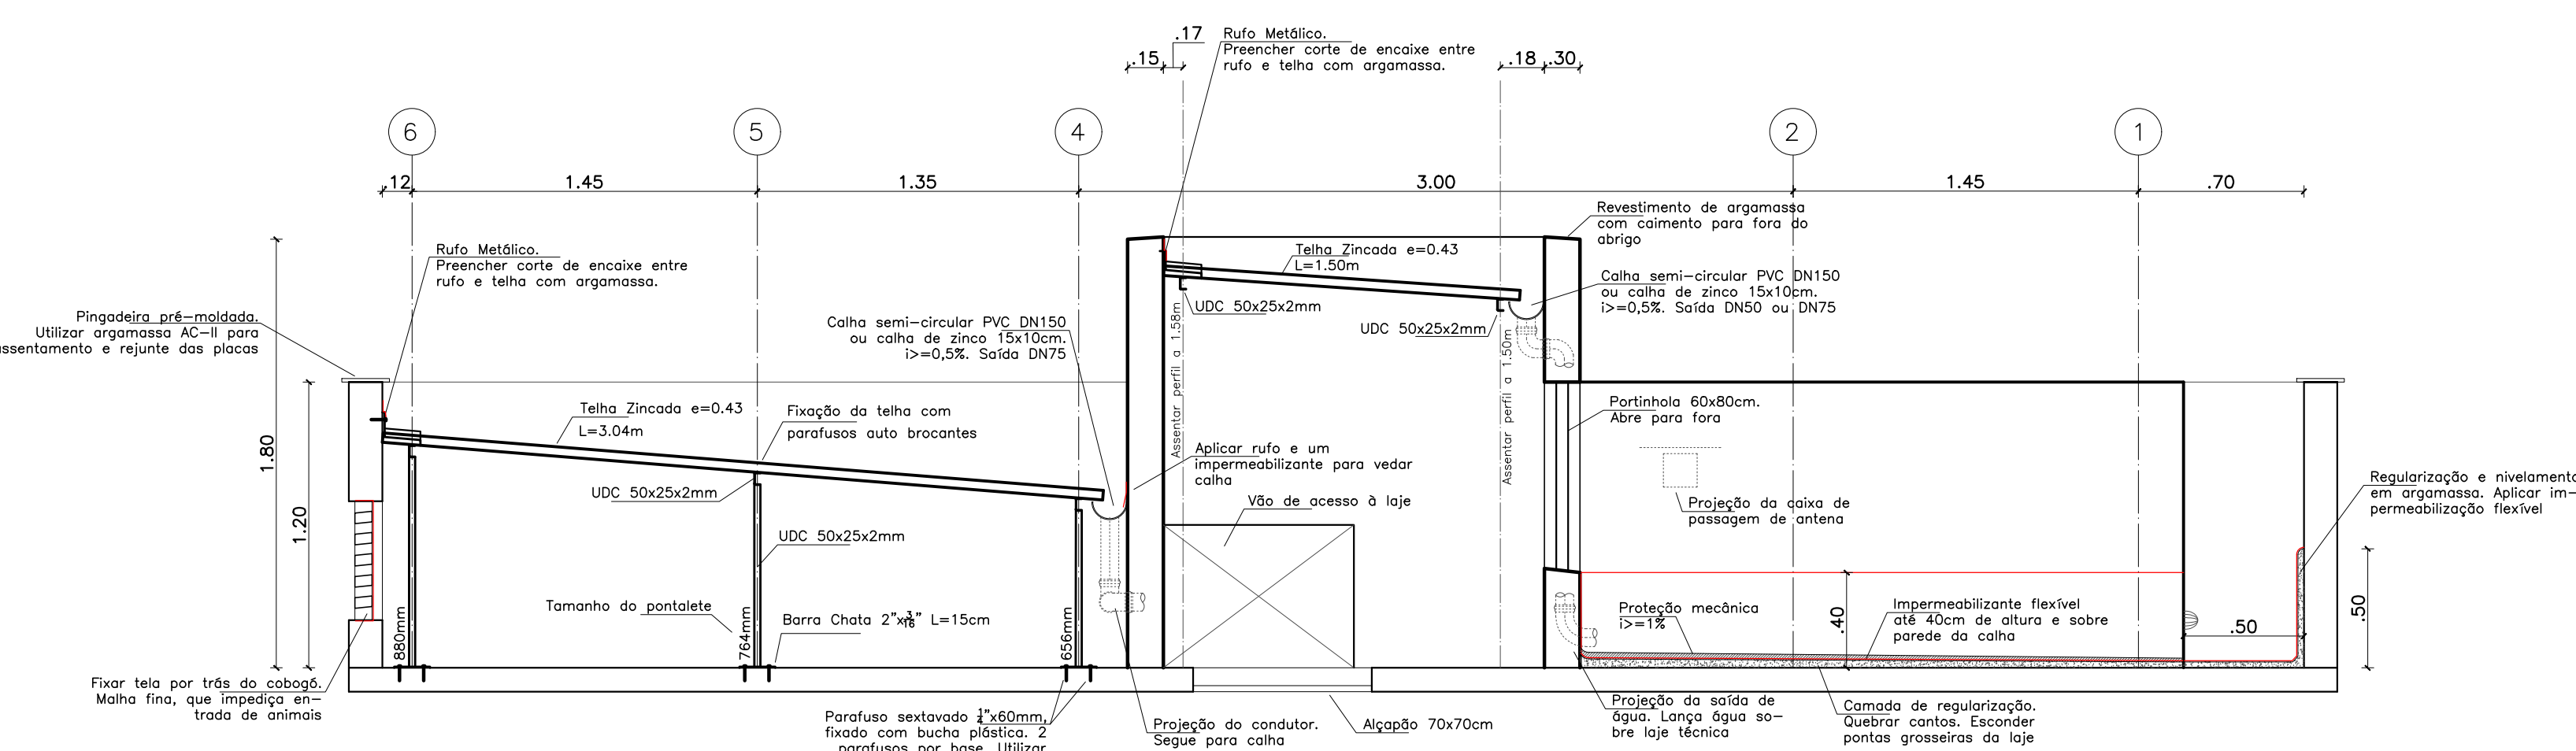 .17
.15
Rufo Metálico.
Preencher corte de encaixe entre
rufo e telha com argamassa.
.18
.30
6
5
4
2
1
.12
1.45
1.35
3.00
1.45
.70
Revestimento de argamassa
com caimento para fora do
abrigo
Rufo Metálico.
Preencher corte de encaixe entre
rufo e telha com argamassa.
Telha Zincada e=0.43
L=1.50m
Calha semi-circular PVC DN150
ou calha de zinco 15x10cm.
i>=0,5%. Saída DN50 ou DN75
UDC 50x25x2mm
UDC 50x25x2mm
Assentar perfil a 1.58m
Assentar perfil a 1.50m
Pingadeira pré-moldada.
Utilizar argamassa AC-II para
assentamento e rejunte das placas
Calha semi-circular PVC DN150
ou calha de zinco 15x10cm.
i>=0,5%. Saída DN75
1.80
1.20
Telha Zincada e=0.43
L=3.04m
Fixação da telha com
parafusos auto brocantes
Portinhola 60x80cm.
Abre para fora
Aplicar rufo e um
impermeabilizante para vedar
calha
UDC 50x25x2mm
Vão de acesso à laje
Projeção da caixa de
passagem de antena
Regularização e nivelamento
em argamassa. Aplicar im-
permeabilização flexível
UDC 50x25x2mm
Tamanho do pontalete
Barra Chata 2"x3/16" L=15cm
880mm
764mm
656mm
Proteção mecânica
i>=1%
.40
Impermeabilizante flexível
até 40cm de altura e sobre
parede da calha
.50
.50
Fixar tela por trás do cobogó.
Malha fina, que impediça en-
trada de animais
Parafuso sextavado 1/4"x60mm,
fixado com bucha plástica. 2
parafusos por base. Utilizar
Projeção do condutor.
Segue para calha
Alçapão 70x70cm
Projeção da saída de
água. Lança água so-
bre laje técnica
Camada de regularização.
Quebrar cantos. Esconder
pontas grosseiras da laje